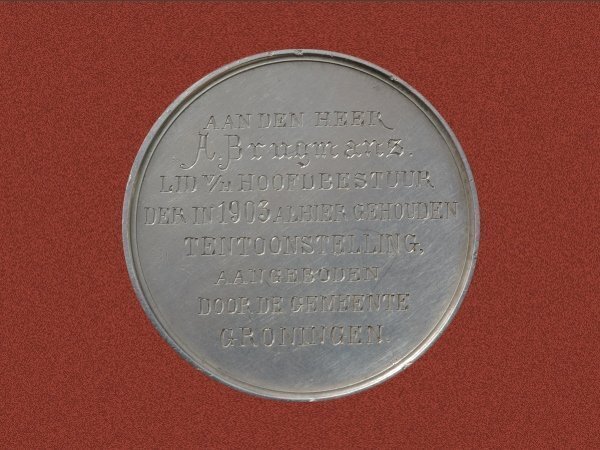 AAN DEN HEER
A. Brugmans.
LID V/H HOOFDBESTUUR
DER IN 1903 ALHIER GEHOUDEN
TENTOONSTELLING,
AANGEBODEN
DOOR DE GEMEENTE
GRONINGEN.